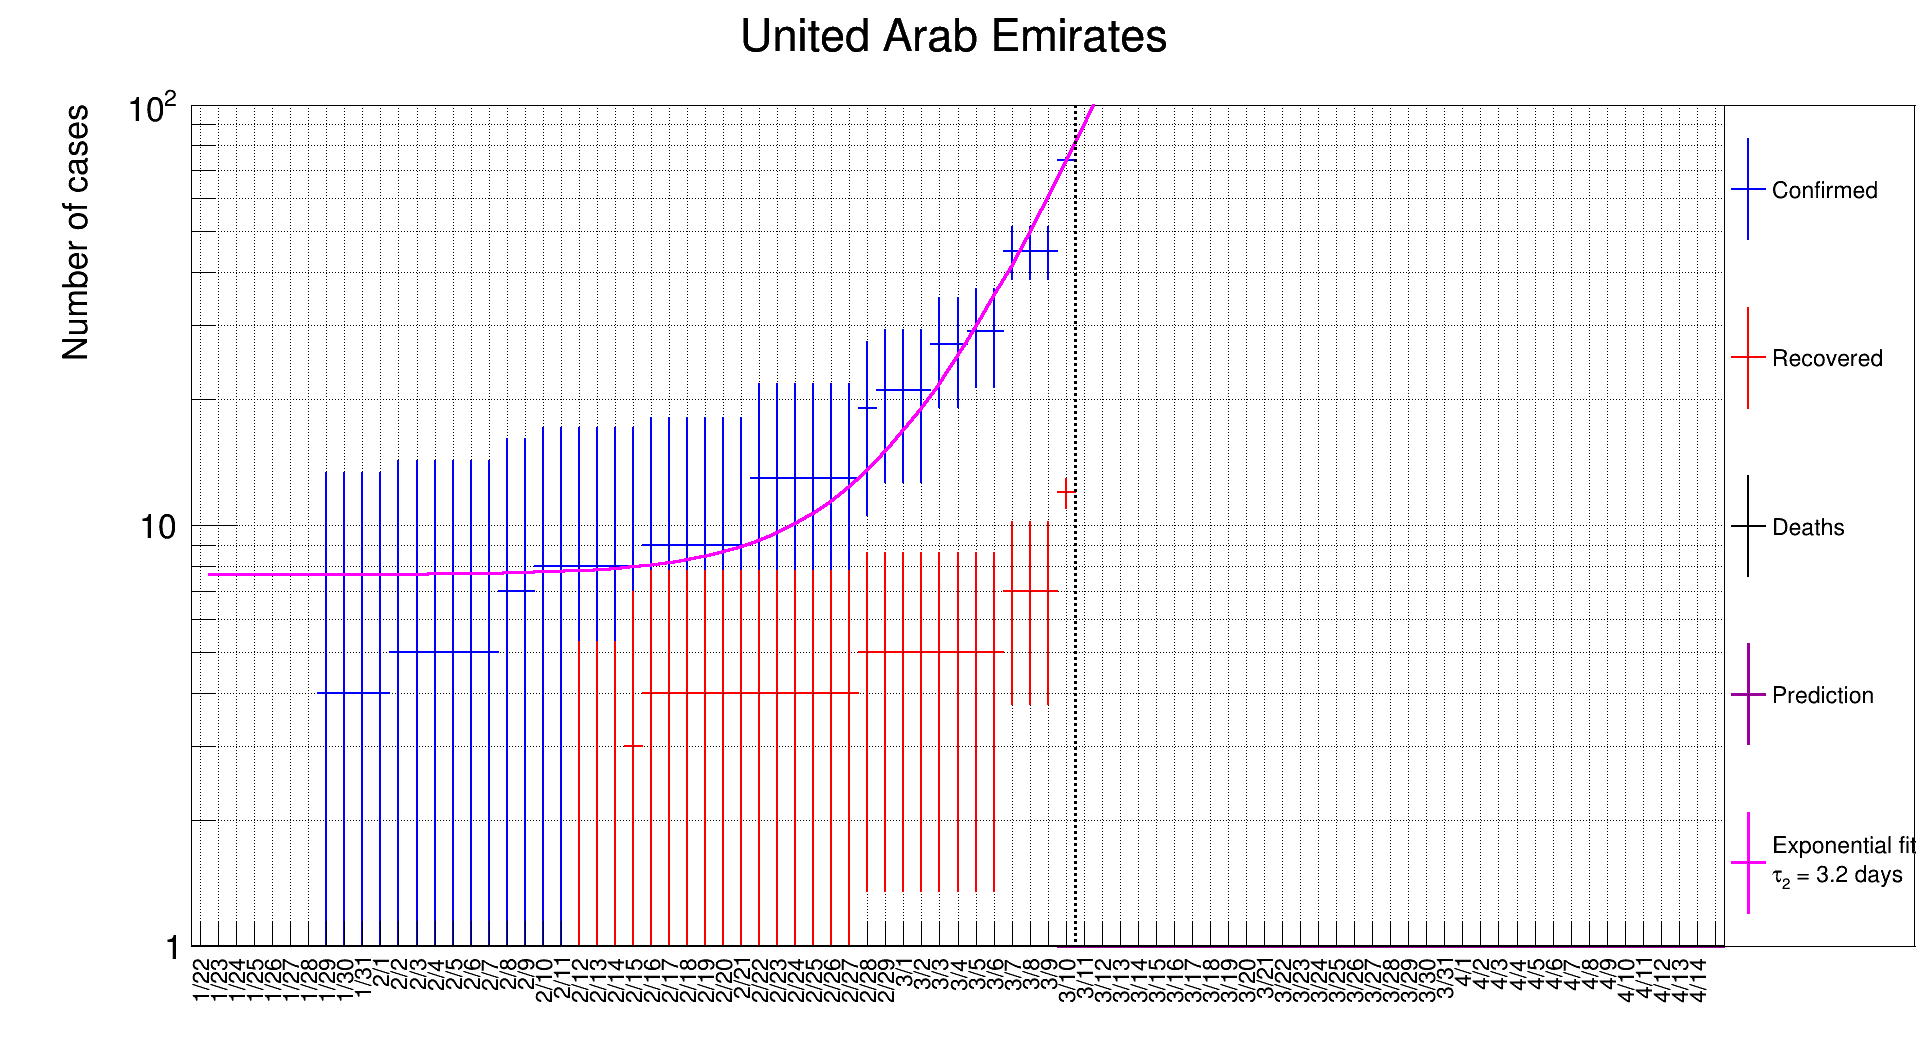 United Arab Emirates
Number of cases
10²
10
1
1/22 1/23 1/24 1/25 1/26 1/27 1/28 1/29 1/30 1/31 2/1 2/2 2/3 2/4 2/5 2/6 2/7 2/8 2/9 2/10 2/11 2/12 2/13 2/14 2/15 2/16 2/17 2/18 2/19 2/20 2/21 2/22 2/23 2/24 2/25 2/26 2/27 2/28 2/29 3/1 3/2 3/3 3/4 3/5 3/6 3/7 3/8 3/9 3/10 3/11 3/12 3/13 3/14 3/15 3/16 3/17 3/18 3/19 3/20 3/21 3/22 3/23 3/24 3/25 3/26 3/27 3/28 3/29 3/30 3/31 4/1 4/2 4/3 4/4 4/5 4/6 4/7 4/8 4/9 4/10 4/11 4/12 4/13 4/14
Confirmed
Recovered
Deaths
Prediction
Exponential fit
τ₂ = 3.2 days